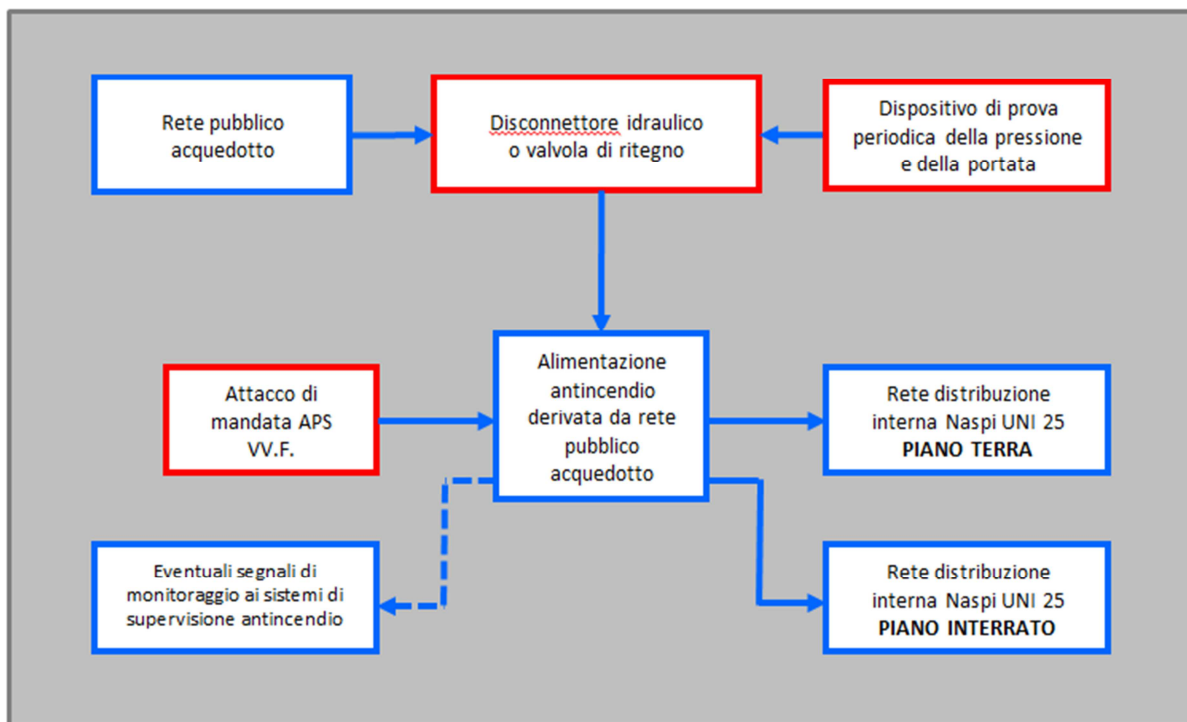 Rete pubblico
acquedotto
Disconnettore idraulico
o valvola di ritegno
Dispositivo di prova
periodica della pressione
e della portata
Attacco di
mandata APS
VV.F.
Alimentazione
antincendio
derivata da rete
pubblico
acquedotto
Rete distribuzione
interna Naspi UNI 25
PIANO TERRA
Eventuali segnali di
monitoraggio ai sistemi di
supervisione antincendio
Rete distribuzione
interna Naspi UNI 25
PIANO INTERRATO